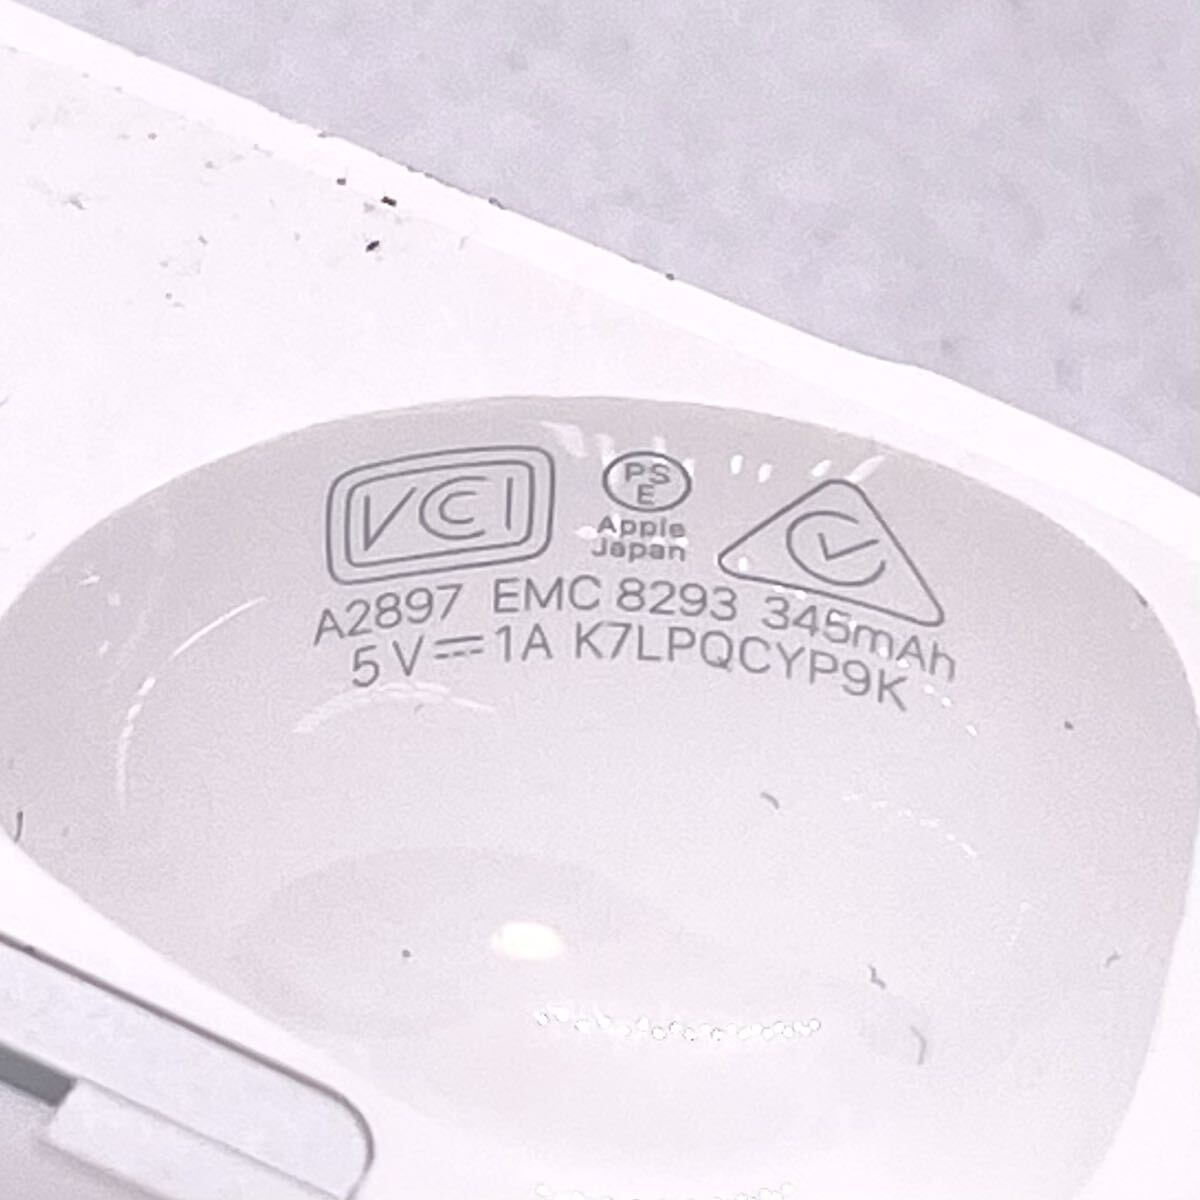 VCI
PS
E
Apple
Japan
A2897 EMC 8293 345mAh
5V⎓1A K7LPQCYP9K